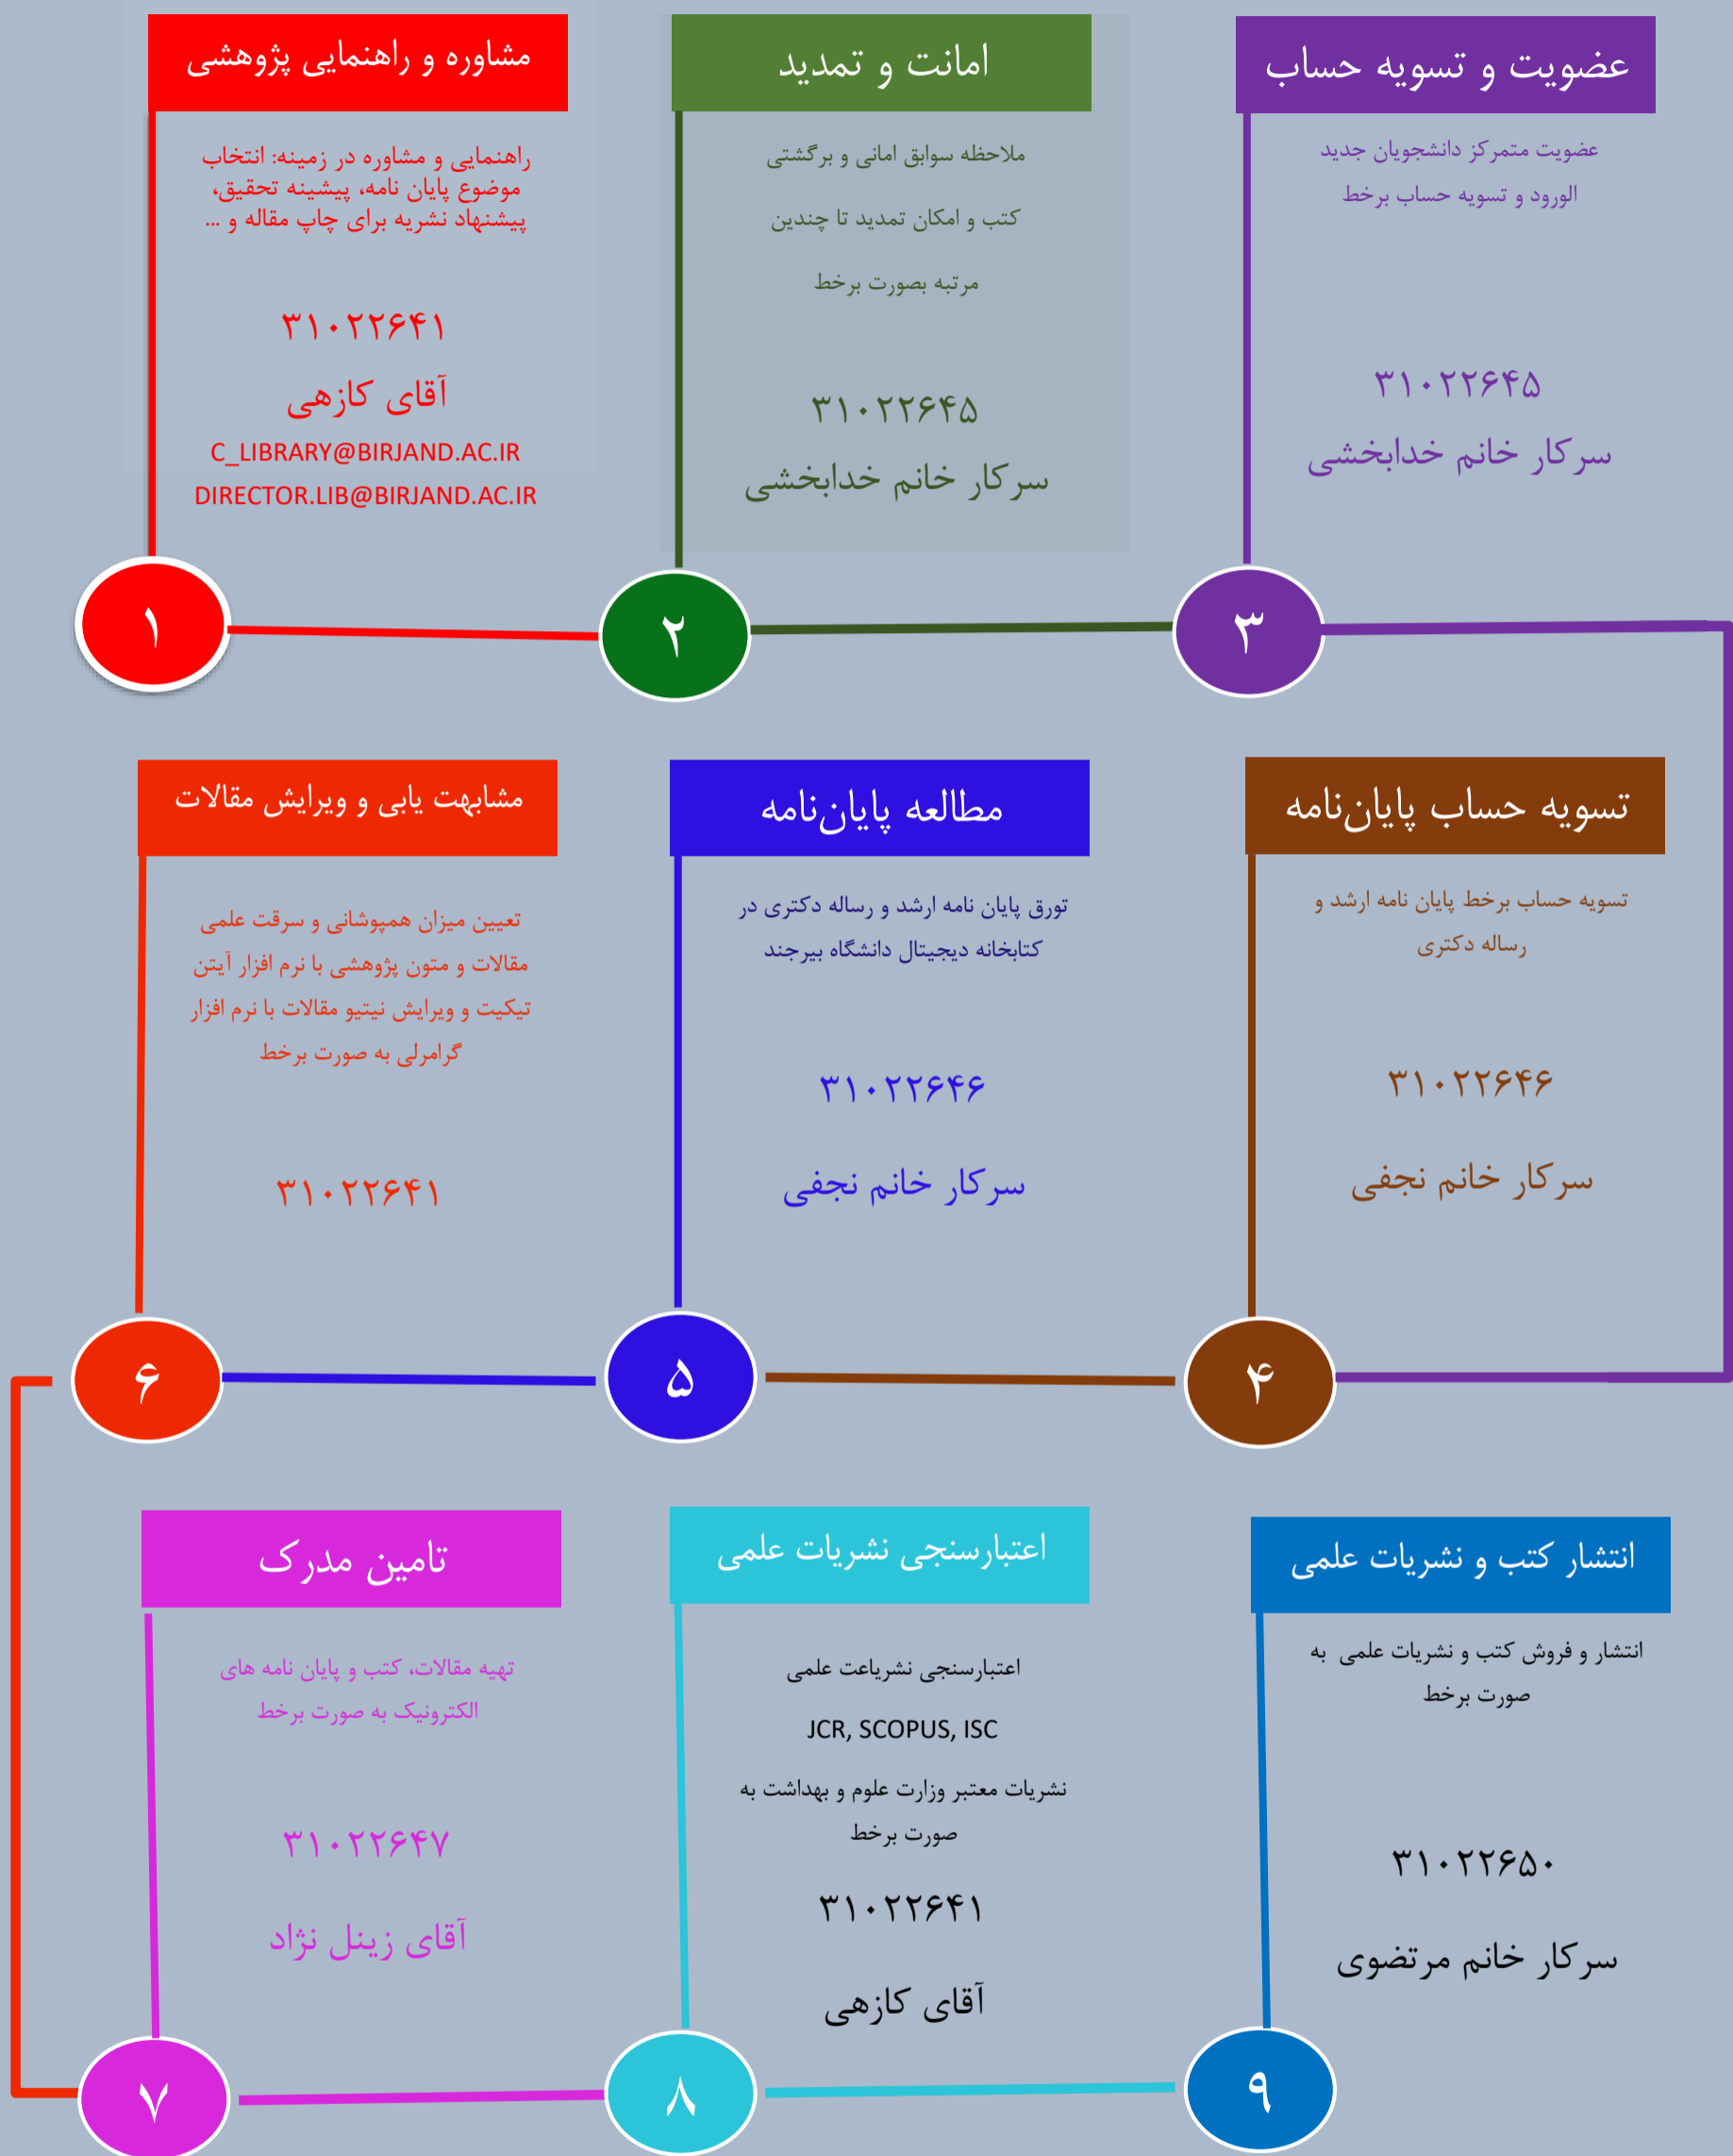 مشاوره و راهنمایی پژوهشی
راهنمایی و مشاوره در زمینه: انتخاب
موضوع پایان نامه، پیشینه تحقیق،
پیشنهاد نشریه برای چاپ مقاله و ...
۳۱۰۲۲۶۴۱
آقای کازهی
C_LIBRARY@BIRJAND.AC.IR
DIRECTOR.LIB@BIRJAND.AC.IR
۱
امانت و تمدید
ملاحظه سوابق امانی و برگشتی
کتب و امکان تمدید تا چندین
مرتبه بصورت برخط
۳۱۰۲۲۶۴۵
سرکار خانم خدابخشی
۲
عضویت و تسویه حساب
عضویت متمرکز دانشجویان جدید
الورود و تسویه حساب برخط
۳۱۰۲۲۶۴۵
سرکار خانم خدابخشی
۳
تسویه حساب پایان‌نامه
تسویه حساب برخط پایان نامه ارشد و
رساله دکتری
۳۱۰۲۲۶۴۶
سرکار خانم نجفی
۴
مطالعه پایان‌نامه
تورق پایان نامه ارشد و رساله دکتری در
کتابخانه دیجیتال دانشگاه بیرجند
۳۱۰۲۲۶۴۶
سرکار خانم نجفی
۵
مشابهت یابی و ویرایش مقالات
تعیین میزان همپوشانی و سرقت علمی
مقالات و متون پژوهشی با نرم افزار آیتن
تیکیت و ویرایش نیتیو مقالات با نرم افزار
گرامرلی به صورت برخط
۳۱۰۲۲۶۴۱
۶
تامین مدرک
تهیه مقالات، کتب و پایان نامه های
الکترونیک به صورت برخط
۳۱۰۲۲۶۴۷
آقای زینل نژاد
۷
اعتبارسنجی نشریات علمی
اعتبارسنجی نشریاعت علمی
JCR, SCOPUS, ISC
نشریات معتبر وزارت علوم و بهداشت به
صورت برخط
۳۱۰۲۲۶۴۱
آقای کازهی
۸
انتشار کتب و نشریات علمی
انتشار و فروش کتب و نشریات علمی به
صورت برخط
۳۱۰۲۲۶۵۰
سرکار خانم مرتضوی
۹